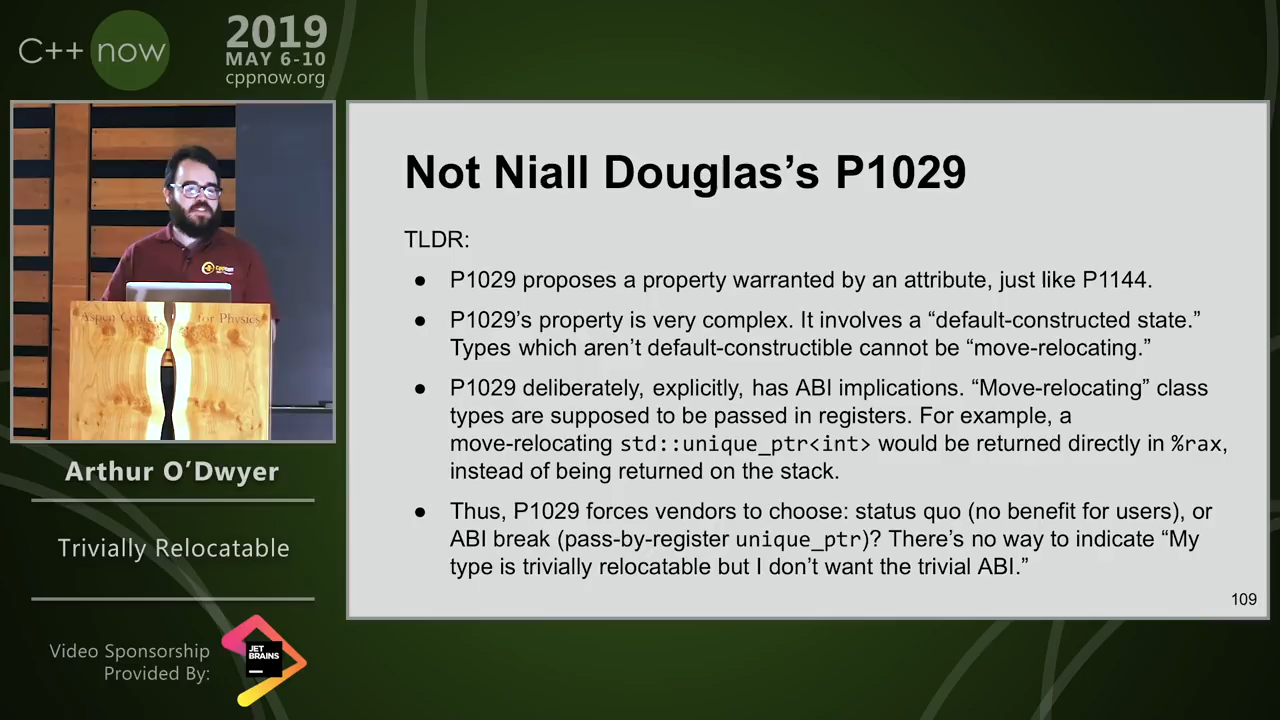 C++ now
2019
MAY 6-10
cppnow.org
Aspen Center for Physics
Arthur O’Dwyer
Trivially Relocatable
Video Sponsorship
Provided By:
JET
BRAINS
Not Niall Douglas’s P1029
TLDR:
● P1029 proposes a property warranted by an attribute, just like P1144.
● P1029’s property is very complex. It involves a “default-constructed state.”
Types which aren’t default-constructible cannot be “move-relocating.”
● P1029 deliberately, explicitly, has ABI implications. “Move-relocating” class
types are supposed to be passed in registers. For example, a
move-relocating std::unique_ptr<int> would be returned directly in %rax,
instead of being returned on the stack.
● Thus, P1029 forces vendors to choose: status quo (no benefit for users), or
ABI break (pass-by-register unique_ptr)? There’s no way to indicate “My
type is trivially relocatable but I don’t want the trivial ABI.”
109